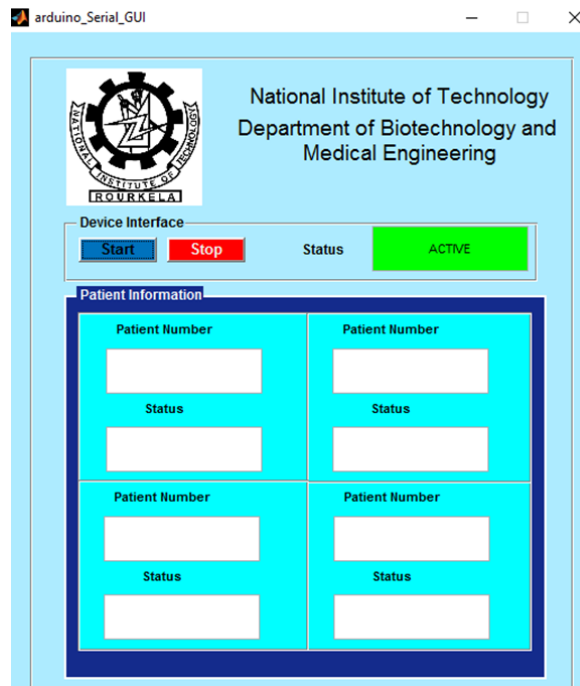 arduino_Serial_GUI
National Institute of Technology
Department of Biotechnology and
Medical Engineering
NATIONAL INSTITUTE OF TECHNOLOGY
ROURKELA
Device Interface
Start Stop Status ACTIVE
Patient Information
Patient Number Patient Number
Status Status
Patient Number Patient Number
Status Status